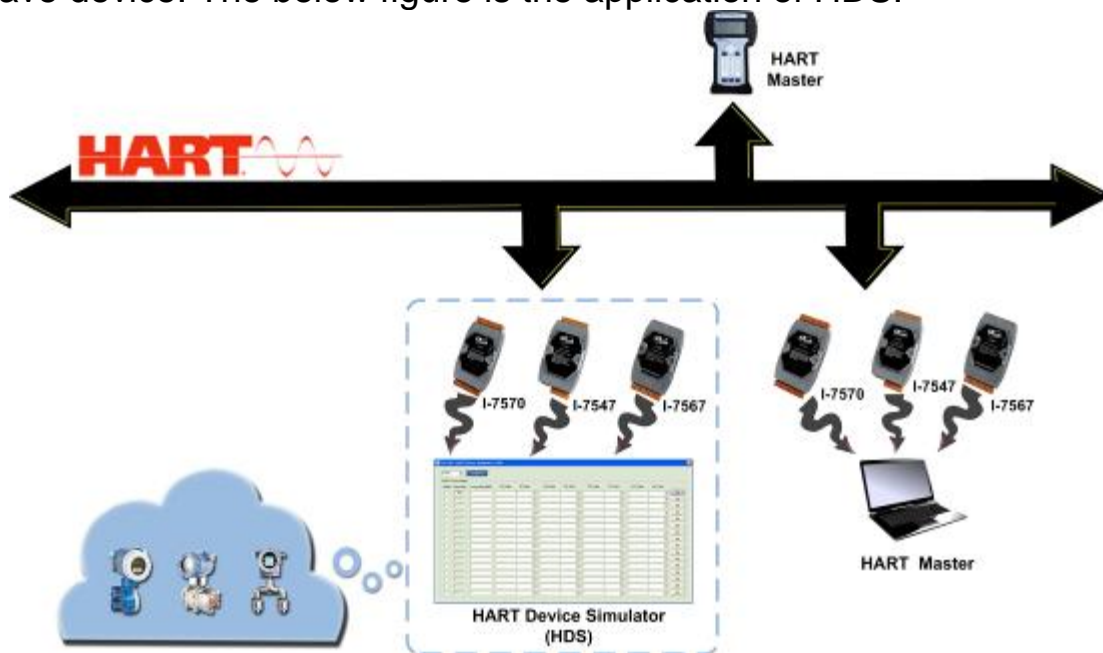 ave device. The below figure is the application of HDS.
HART
Master
HART
I-7570
I-7547
I-7567
I-7570
I-7547
I-7567
HART Master
HART Device Simulator
(HDS)